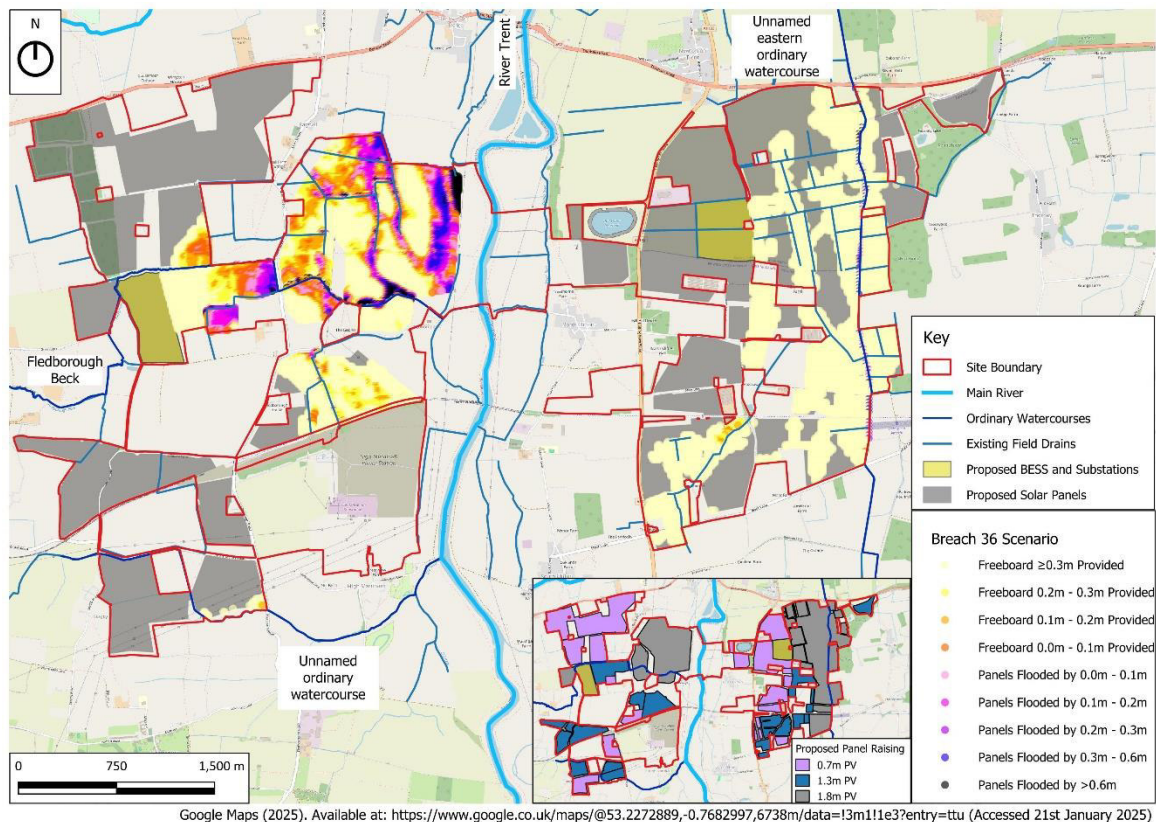 N
River Trent
Unnamed
eastern
ordinary
watercourse
Fledborough
Beck
Unnamed
ordinary
watercourse
0 750 1,500 m
Key
Site Boundary
Main River
Ordinary Watercourses
Existing Field Drains
Proposed BESS and Substations
Proposed Solar Panels
Breach 36 Scenario
Freeboard ≥0.3m Provided
Freeboard 0.2m - 0.3m Provided
Freeboard 0.1m - 0.2m Provided
Freeboard 0.0m - 0.1m Provided
Panels Flooded by 0.0m - 0.1m
Panels Flooded by 0.1m - 0.2m
Panels Flooded by 0.2m - 0.3m
Panels Flooded by 0.3m - 0.6m
Panels Flooded by >0.6m
Proposed Panel Raising
0.7m PV
1.3m PV
1.8m PV
Google Maps (2025). Available at: https://www.google.co.uk/maps/@53.2272889,-0.7682997,6738m/data=!3m1!1e3?entry=ttu (Accessed 21st January 2025)